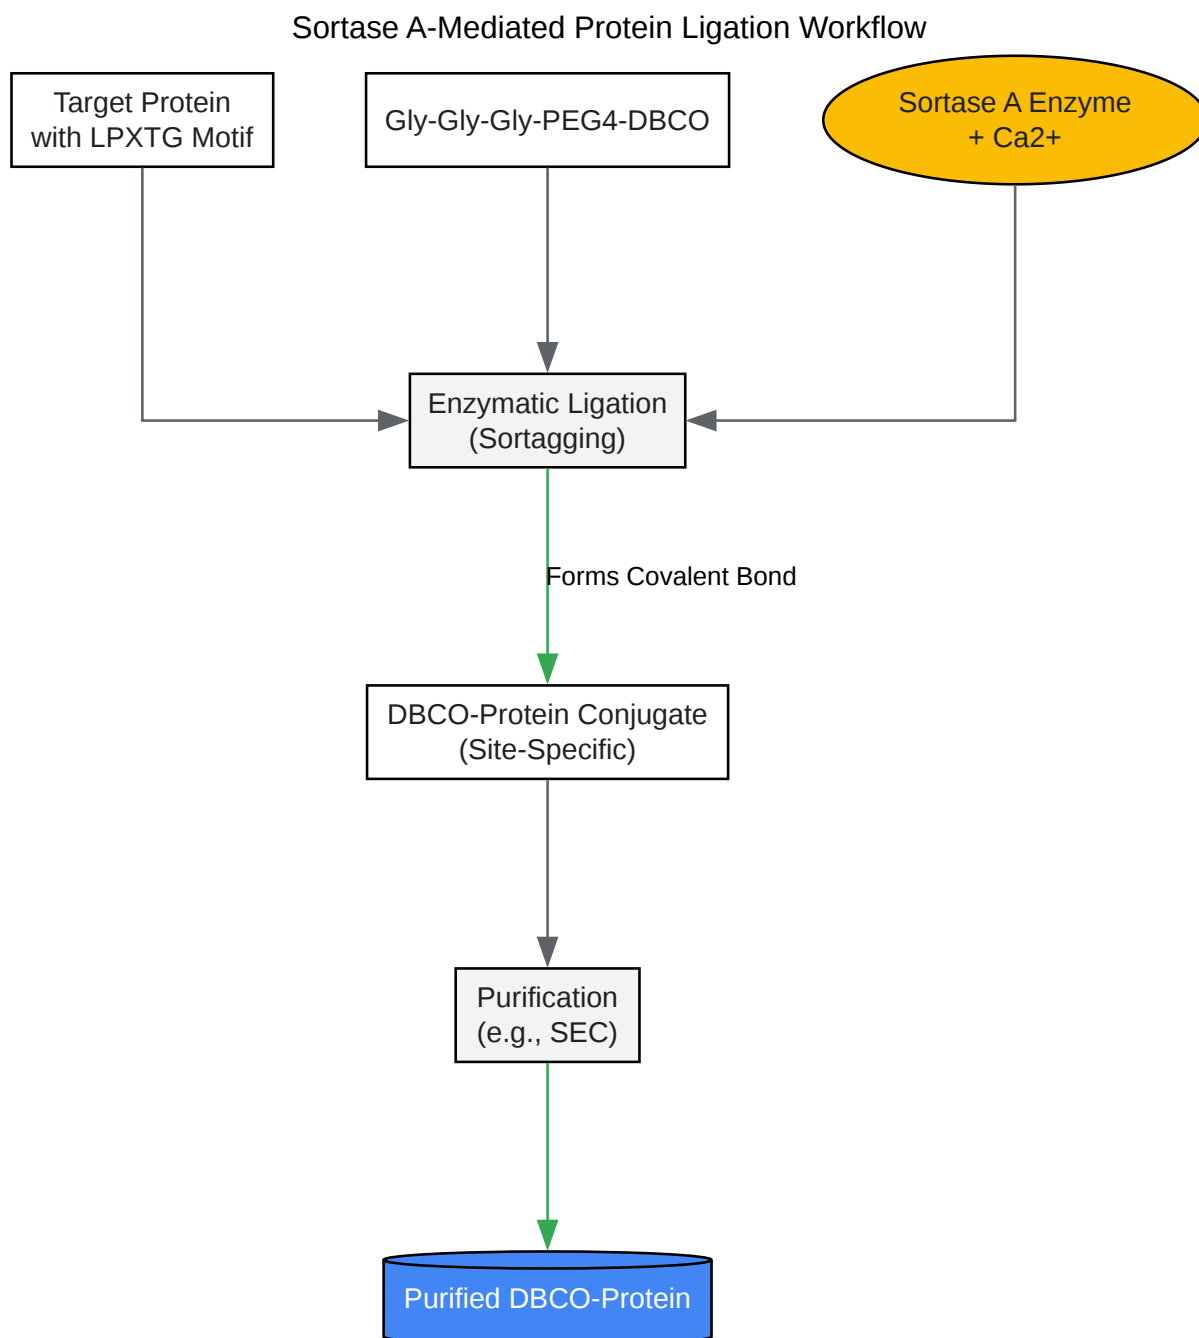 Sortase A-Mediated Protein Ligation Workflow
Target Protein
with LPXTG Motif
Gly-Gly-Gly-PEG4-DBCO
Sortase A Enzyme
+ Ca2+
Enzymatic Ligation
(Sortagging)
Forms Covalent Bond
DBCO-Protein Conjugate
(Site-Specific)
Purification
(e.g., SEC)
Purified DBCO-Protein